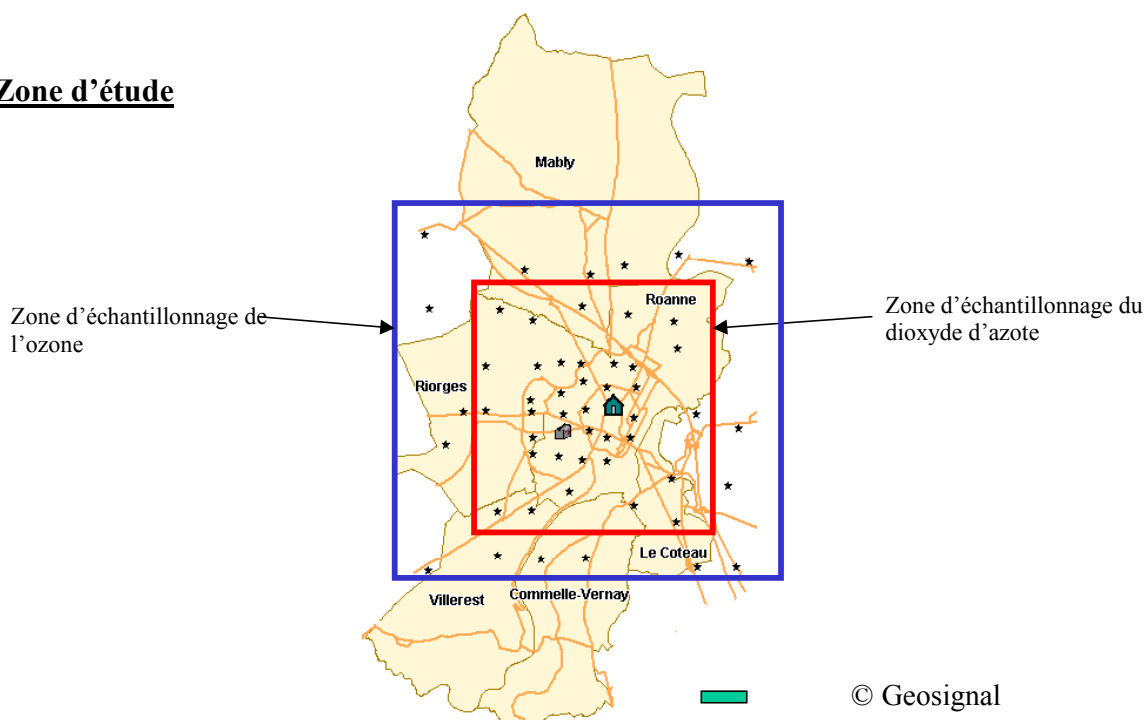 Zone d'étude
Mably
Roanne
Zone d'échantillonnage de
l'ozone
Zone d'échantillonnage du
dioxyde d'azote
Riorges
Le Coteau
Villerest
Commelle-Vernay
© Geosignal